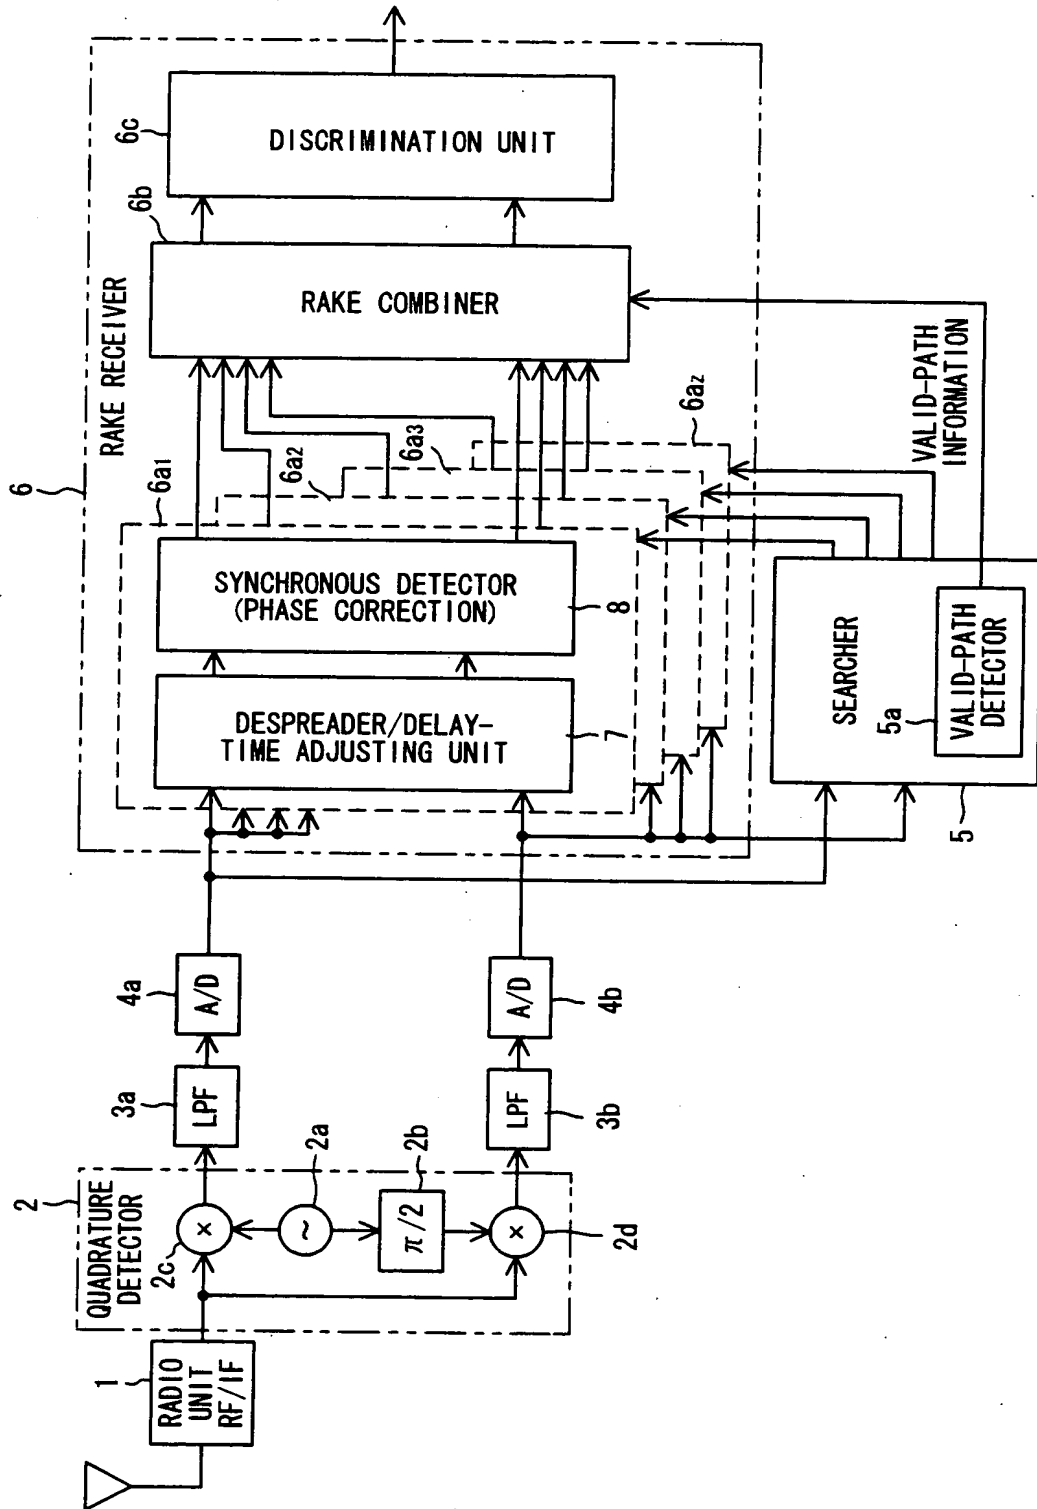 1
RADIO
UNIT
RF/IF
2
QUADRATURE
DETECTOR
2c
2a
π/2
2b
2d
3a
LPF
LPF
3b
4a
A/D
A/D
4b
6
RAKE RECEIVER
6a1
6a2
6a3
6az
DESPREADER/DELAY-
TIME ADJUSTING UNIT
7
SYNCHRONOUS DETECTOR
(PHASE CORRECTION)
8
6b
RAKE COMBINER
6c
DISCRIMINATION UNIT
SEARCHER
5
5a
VALID-PATH
DETECTOR
VALID-PATH
INFORMATION